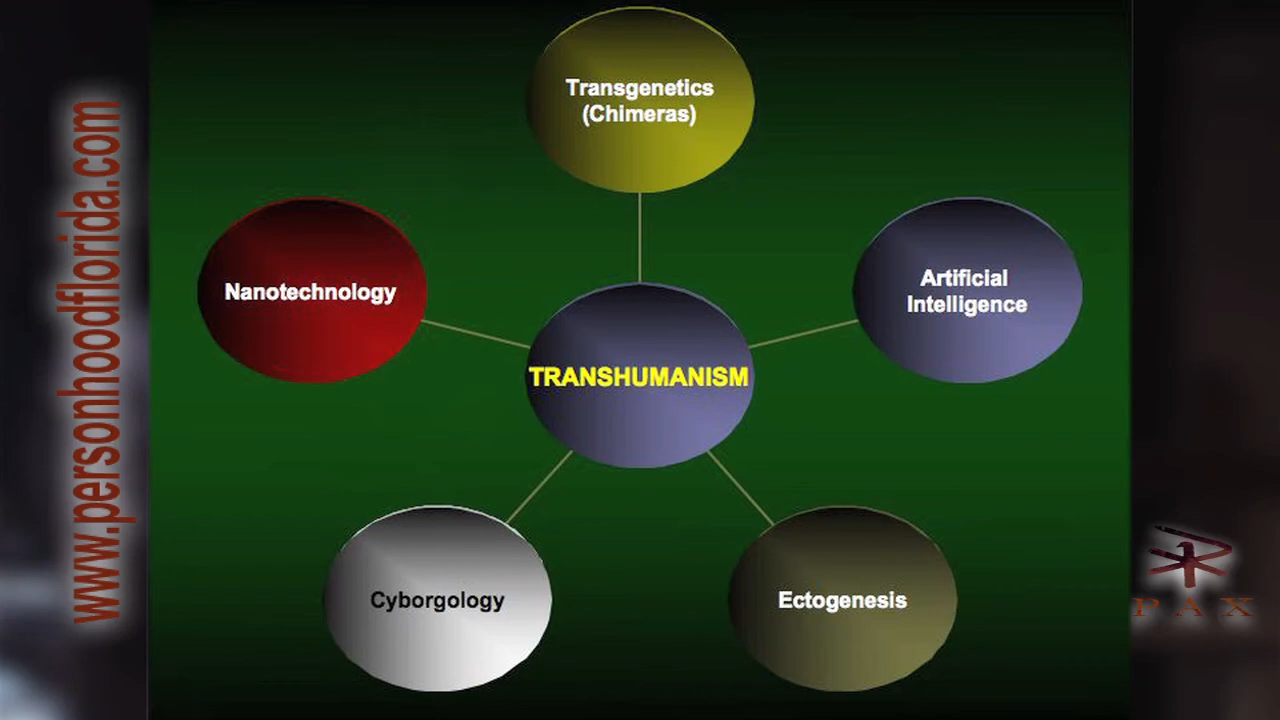 www.personhoodflorida.com
Transgenetics
(Chimeras)
Nanotechnology
Artificial
Intelligence
TRANSHUMANISM
Cyborgology
Ectogenesis
PAX